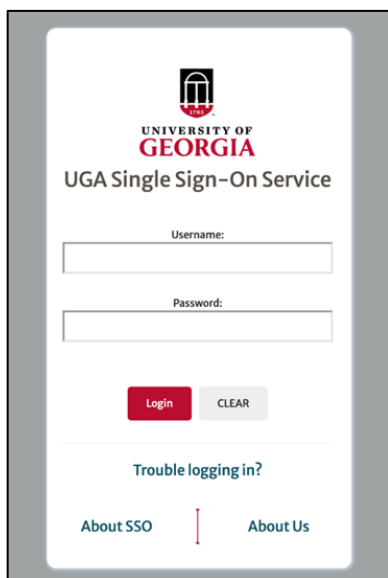 1785
UNIVERSITY OF
GEORGIA
UGA Single Sign-On Service
Username:
Password:
Login CLEAR
Trouble logging in?
About SSO About Us